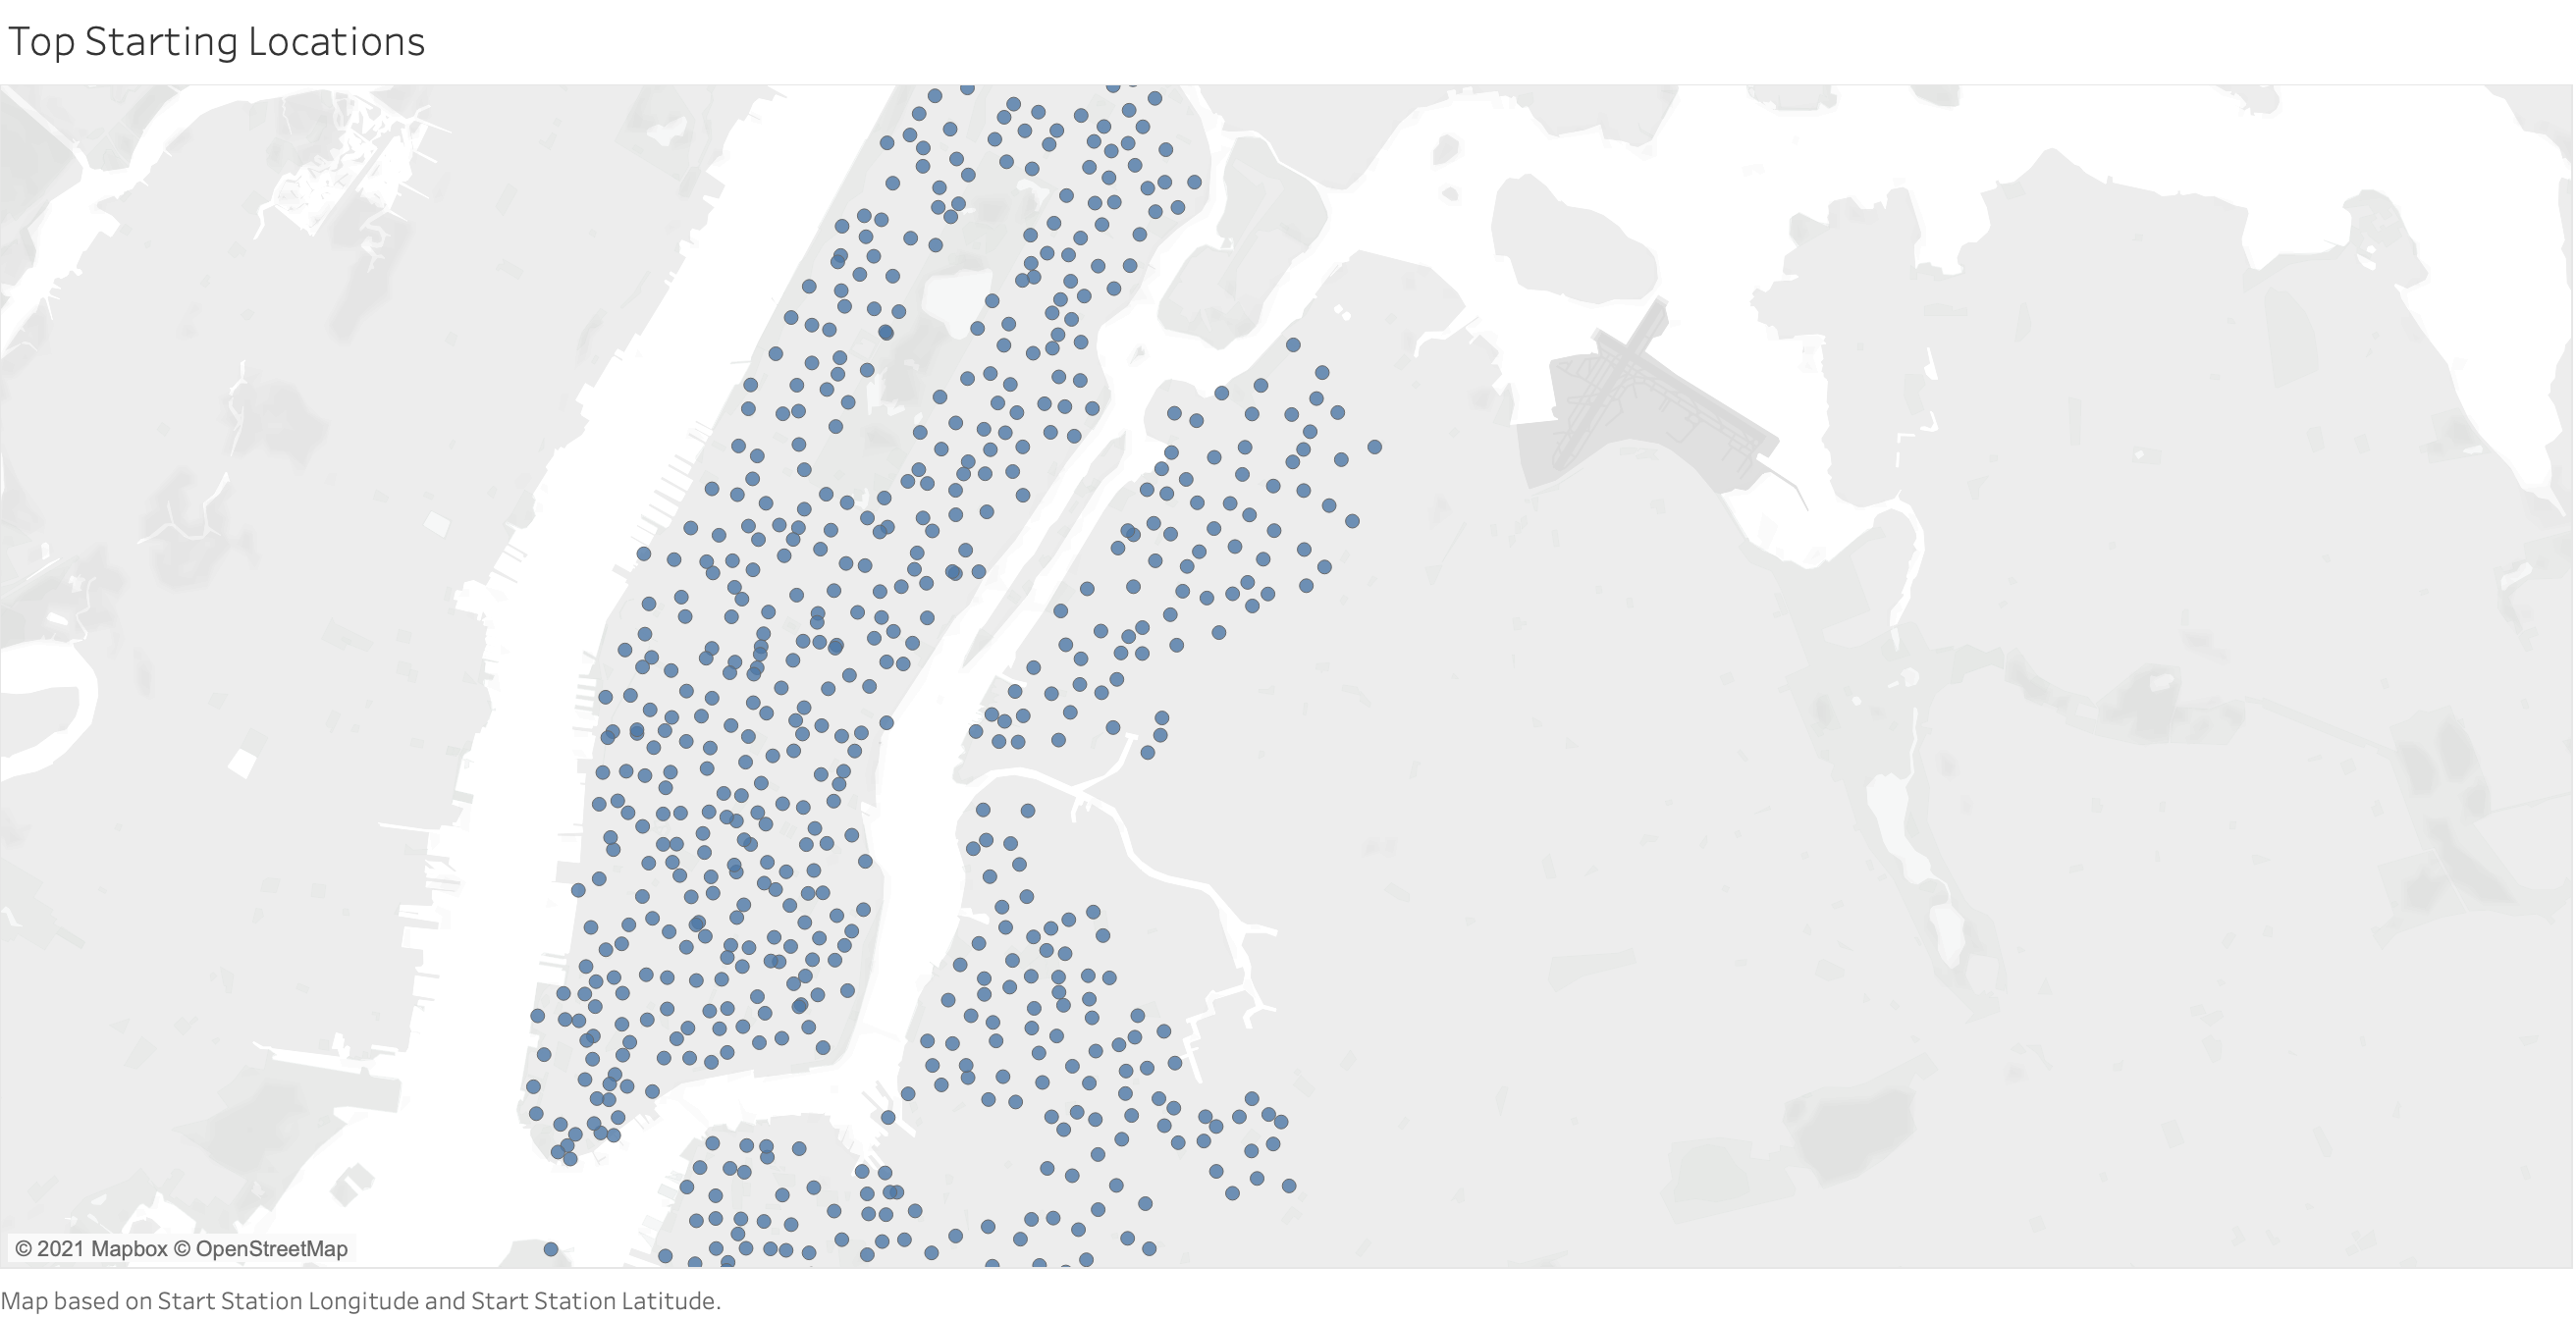 Top Starting Locations
© 2021 Mapbox © OpenStreetMap
Map based on Start Station Longitude and Start Station Latitude.